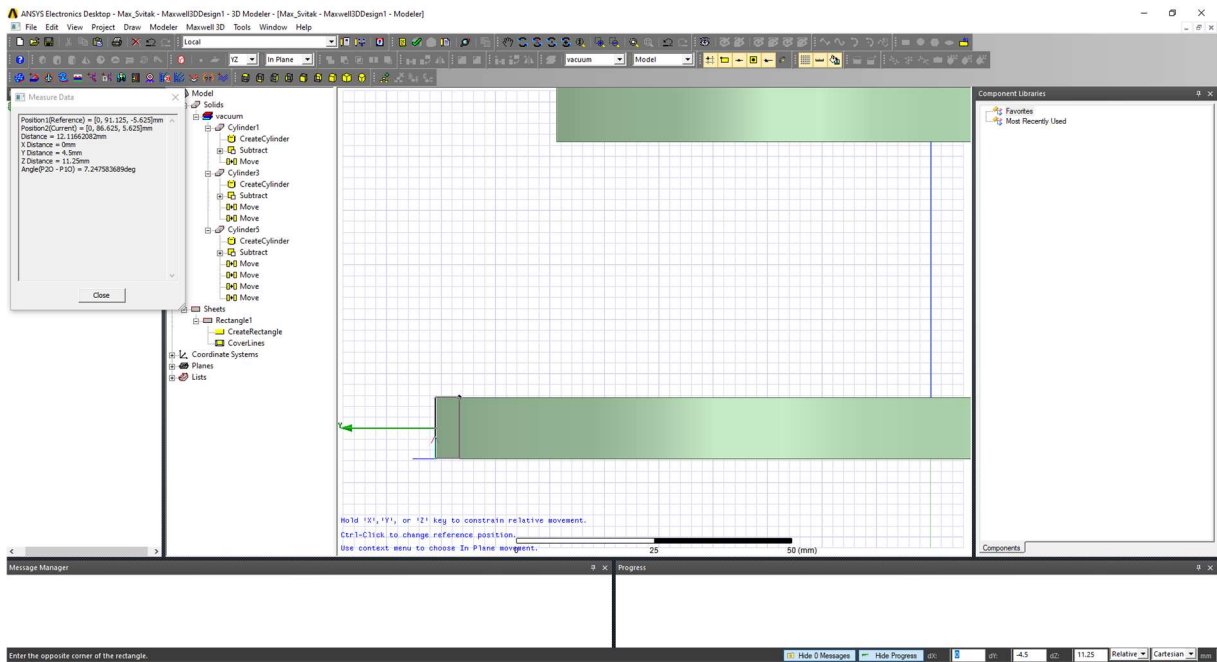 ANSYS Electronics Desktop - Max_Svitak - Maxwell3DDesign1 - 3D Modeler - [Max_Svitak - Maxwell3DDesign1 - Modeler]
File Edit View Project Draw Modeler Maxwell 3D Tools Window Help
Local
YZ In Plane vacuum Model
Measure Data
Position1(Reference) = [0, 91.125, -5.625]mm
Position2(Current) = [0, 86.625, 5.625]mm
Distance = 12.11662082mm
X Distance = 0mm
Y Distance = 4.5mm
Z Distance = 11.25mm
Angle(P2O - P1O) = 7.247583689deg
Close
Model
Solids
vacuum
Cylinder1
CreateCylinder
Subtract
Move
Cylinder3
CreateCylinder
Subtract
Move
Move
Cylinder5
CreateCylinder
Subtract
Move
Move
Move
Move
Sheets
Rectangle1
CreateRectangle
CoverLines
Coordinate Systems
Planes
Lists
Y
Hold 'X', 'Y', or 'Z' key to constrain relative movement.
Ctrl-Click to change reference position.
Use context menu to choose In Plane movement.
0 25 50 (mm)
Component Libraries
Favorites
Most Recently Used
Components
Message Manager
Progress
Enter the opposite corner of the rectangle.
Hide 0 Messages Hide Progress dX: 0 dY: -4.5 dZ: 11.25 Relative Cartesian mm